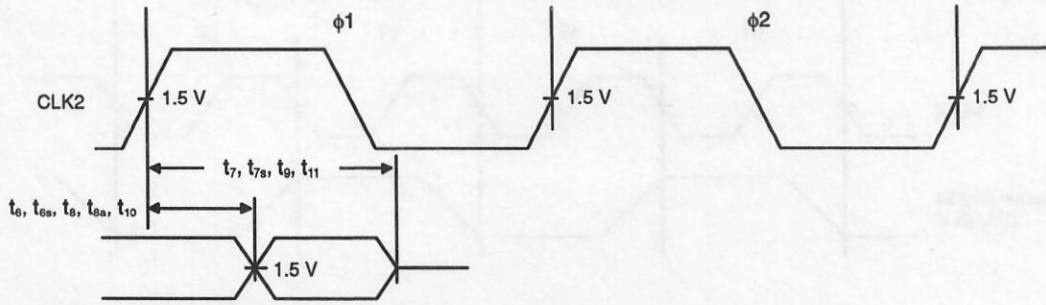 ϕ1
ϕ2
CLK2
1.5 V
1.5 V
1.5 V
t7, t7s, t9, t11
t6, t6s, t8, t8a, t10
1.5 V